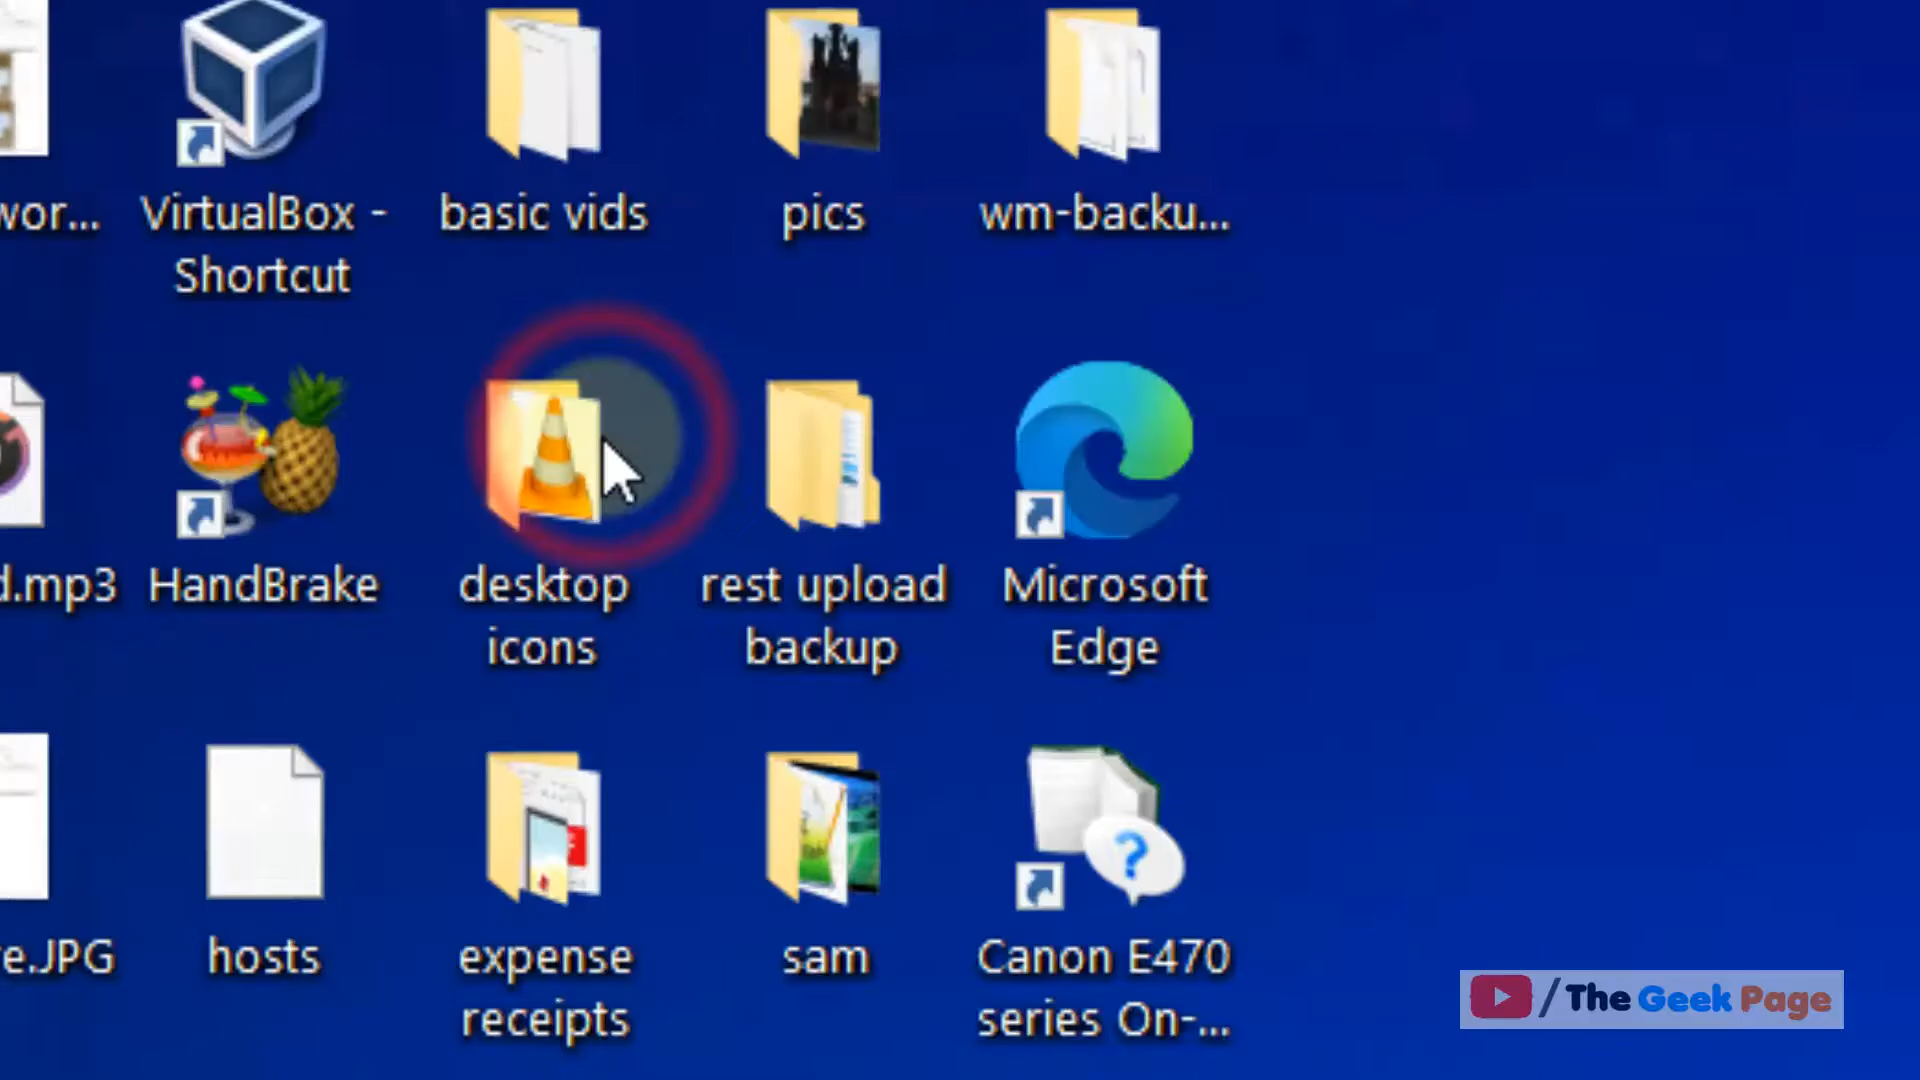 wor...
VirtualBox -
Shortcut
basic vids
pics
wm-backu...
d.mp3
HandBrake
desktop
icons
rest upload
backup
Microsoft
Edge
re.JPG
hosts
expense
receipts
sam
Canon E470
series On-...
/The Geek Page